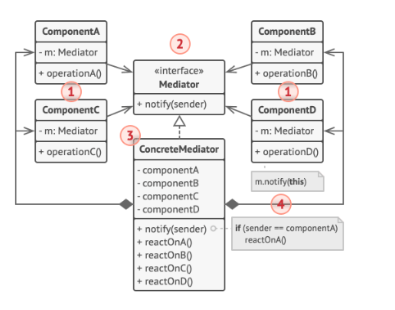 ComponentA
- m: Mediator
+ operationA()
1
ComponentC
- m: Mediator
+ operationC()
2
«interface»
Mediator
+ notify(sender)
3
ConcreteMediator
- componentA
- componentB
- componentC
- componentD
+ notify(sender)
+ reactOnA()
+ reactOnB()
+ reactOnC()
+ reactOnD()
ComponentB
- m: Mediator
+ operationB()
1
ComponentD
- m: Mediator
+ operationD()
m.notify(this)
4
if (sender == componentA)
reactOnA()